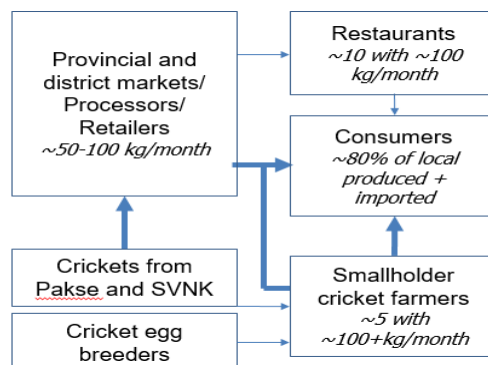 Provincial and
district markets/
Processors/
Retailers
~50-100 kg/month
Restaurants
~10 with ~100
kg/month
Consumers
~80% of local
produced +
imported
Crickets from
Pakse and SVNK
Smallholder
cricket farmers
~5 with
~100+kg/month
Cricket egg
breeders